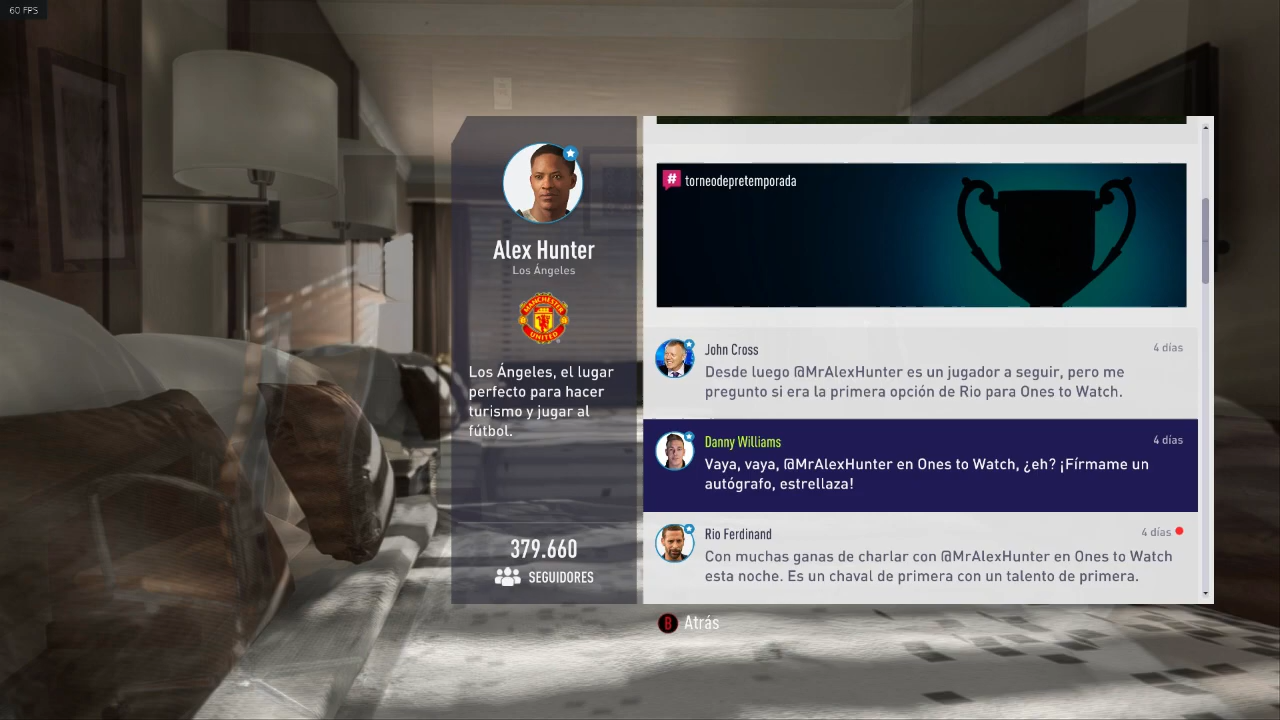 60 FPS
Alex Hunter
Los Ángeles
MANCHESTER
UNITED
Los Ángeles, el lugar
perfecto para hacer
turismo y jugar al
fútbol.
379.660
SEGUIDORES
# torneodepretemporada
John Cross
4 días
Desde luego @MrAlexHunter es un jugador a seguir, pero me
pregunto si era la primera opción de Rio para Ones to Watch.
Danny Williams
4 días
Vaya, vaya, @MrAlexHunter en Ones to Watch, ¿eh? ¡Fírmame un
autógrafo, estrellaza!
Rio Ferdinand
4 días
Con muchas ganas de charlar con @MrAlexHunter en Ones to Watch
esta noche. Es un chaval de primera con un talento de primera.
B Atrás